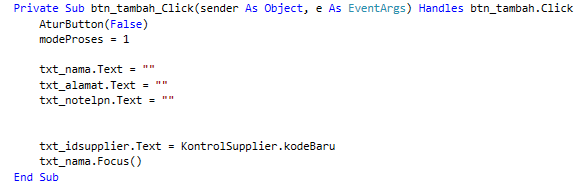 Private Sub btn_tambah_Click(sender As Object, e As EventArgs) Handles btn_tambah.Click
AturButton(False)
modeProses = 1
txt_nama.Text = ""
txt_alamat.Text = ""
txt_notelpn.Text = ""
txt_idsupplier.Text = KontrolSupplier.kodeBaru
txt_nama.Focus()
End Sub